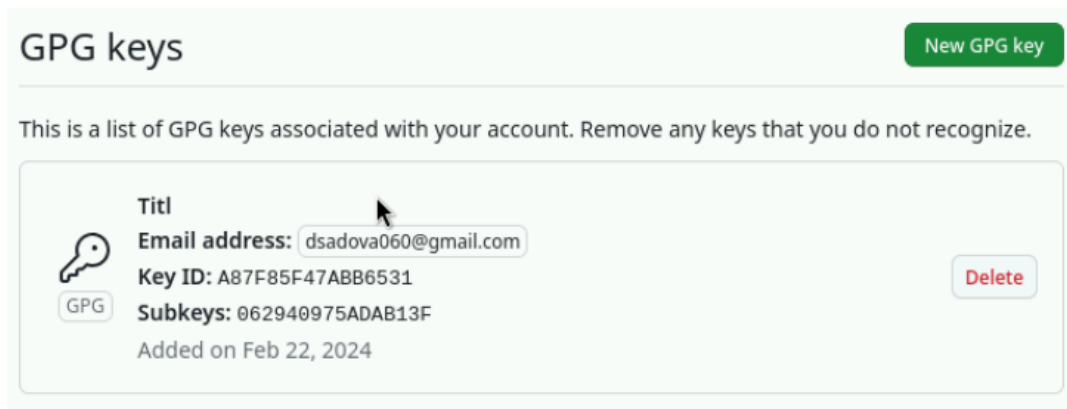 GPG keys
New GPG key
This is a list of GPG keys associated with your account. Remove any keys that you do not recognize.
Titl
Email address: dsadova060@gmail.com
Key ID: A87F85F47ABB6531
GPG
Subkeys: 062940975ADAB13F
Added on Feb 22, 2024
Delete